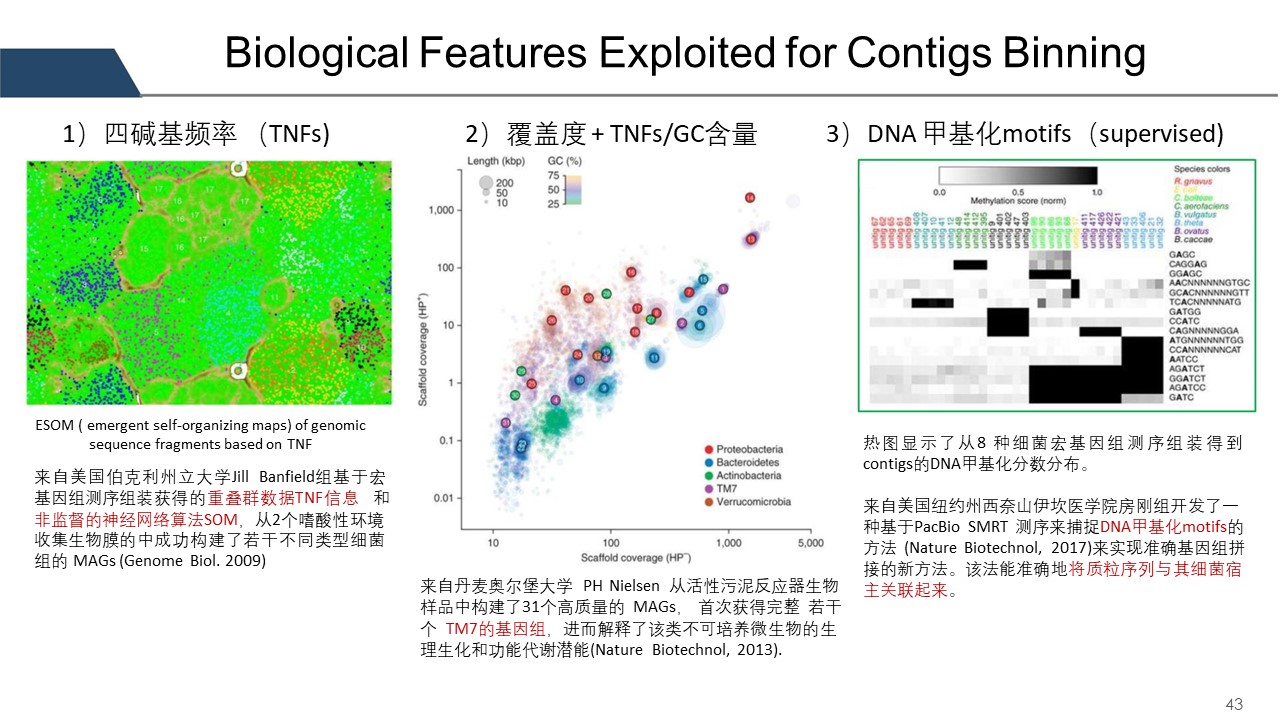 Biological Features Exploited for Contigs Binning
1）四碱基频率 （TNFs)
17
17
16
17
17
17
15
12
11
ESOM ( emergent self-organizing maps) of genomic
sequence fragments based on TNF
来自美国伯克利州立大学Jill Banfield组基于宏
基因组测序组装获得的重叠群数据TNF信息 和
非监督的神经网络算法SOM，从2个嗜酸性环境
收集生物膜的中成功构建了若干不同类型细菌
组的 MAGs (Genome Biol. 2009)
2）覆盖度 + TNFs/GC含量
Length (kbp)
200
50
10
GC (%)
75
50
25
Scaffold coverage (HP⁺)
1,000
100
10
1
0.1
0.01
Proteobacteria
Bacteroidetes
Actinobacteria
TM7
Verrucomicrobia
10
100
1,000
5,000
Scaffold coverage (HP⁻)
来自丹麦奥尔堡大学 PH Nielsen 从活性污泥反应器生物
样品中构建了31个高质量的 MAGs， 首次获得完整 若干
个 TM7的基因组，进而解释了该类不可培养微生物的生
理生化和功能代谢潜能(Nature Biotechnol, 2013).
3）DNA 甲基化motifs（supervised)
0.0
0.5
1.0
Methylation score (norm)
Species colors
R. gnavus
C. bolteae
C. aerofaciens
B. vulgatus
B. theta
B. ovatus
B. caccae
GAGC
CAGGAG
GGAGC
AACNNNNNNGTGC
GCACNNNNNNGTT
TCACNNNNNATG
GATGG
CCATC
CAGNNNNNGGA
ATGNNNNNNTGG
CCANNNNNNCAT
AATCC
AGATCT
GGATCT
AGATCC
GATC
热图显示了从8 种细菌宏基因组测序组装得到
contigs的DNA甲基化分数分布。
来自美国纽约州西奈山伊坎医学院房刚组开发了一
种基于PacBio SMRT 测序来捕捉DNA甲基化motifs的
方法 (Nature Biotechnol, 2017)来实现准确基因组拼
接的新方法。该法能准确地将质粒序列与其细菌宿
主关联起来。
43